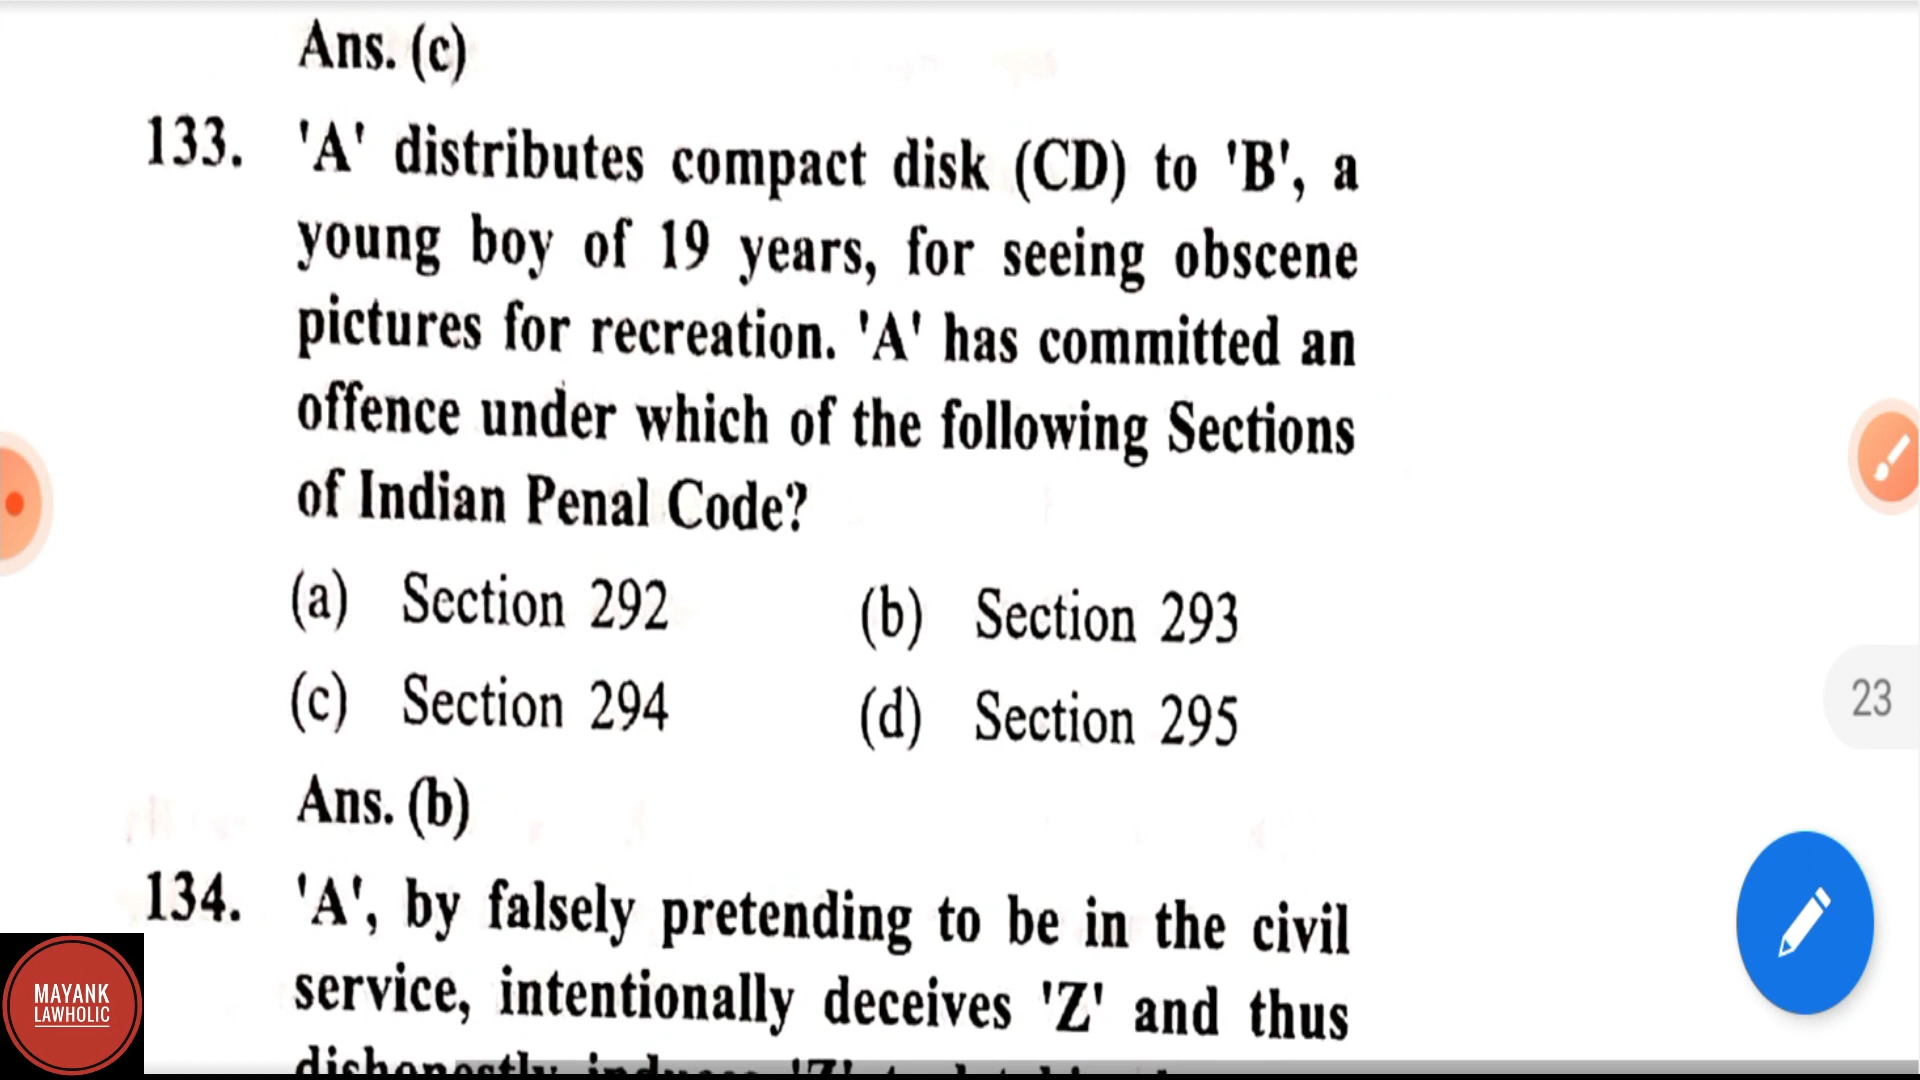 Ans. (c)
133. 'A' distributes compact disk (CD) to 'B', a
young boy of 19 years, for seeing obscene
pictures for recreation. 'A' has committed an
offence under which of the following Sections
of Indian Penal Code?
(a) Section 292 (b) Section 293
(c) Section 294 (d) Section 295
Ans. (b)
134. 'A', by falsely pretending to be in the civil
service, intentionally deceives 'Z' and thus
dishonestly
23
MAYANK
LAWHOLIC